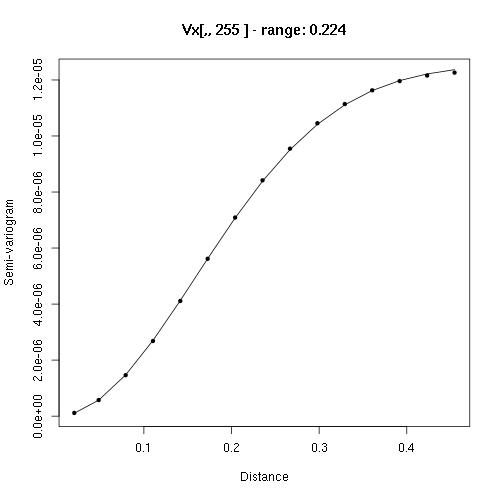 Vx[,, 255 ] - range: 0.224
Semi-variogram
1.2e-05
1.0e-05
8.0e-06
6.0e-06
4.0e-06
2.0e-06
0.0e+00
0.1 0.2 0.3 0.4
Distance